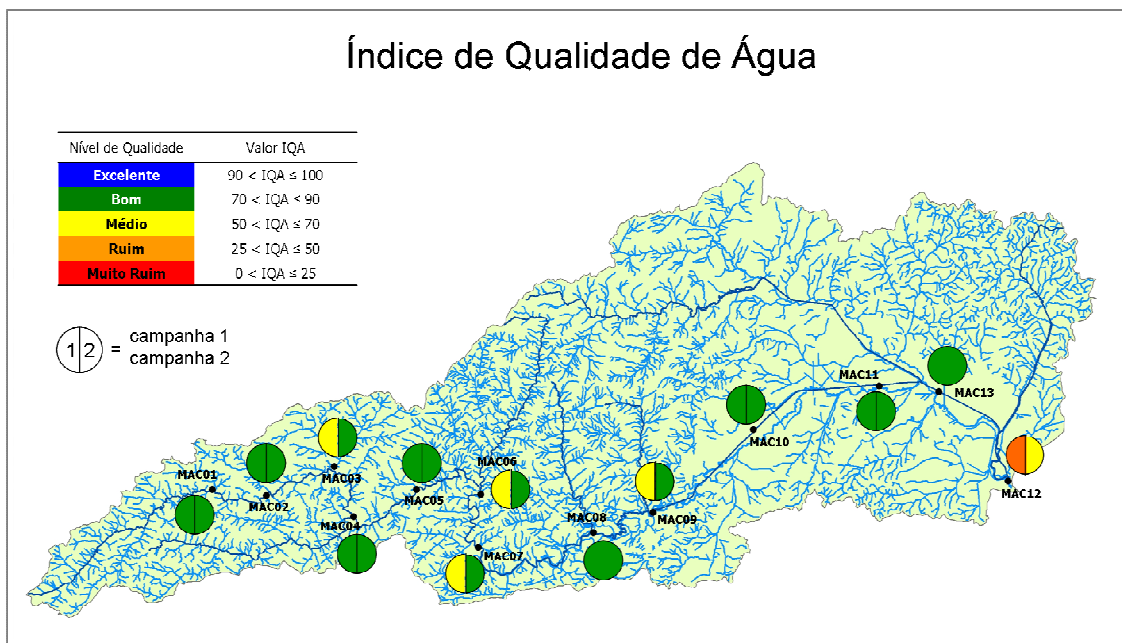 Índice de Qualidade de Água
Nível de Qualidade Valor IQA
Excelente 90 < IQA ≤ 100
Bom 70 < IQA ≤ 90
Médio 50 < IQA ≤ 70
Ruim 25 < IQA ≤ 50
Muito Ruim 0 < IQA ≤ 25
1 2 = campanha 1
campanha 2
MAC11
MAC13
MAC10
MAC06
MAC01
MAC03
MAC12
MAC05
MAC02
MAC08
MAC09
MAC04
MAC07